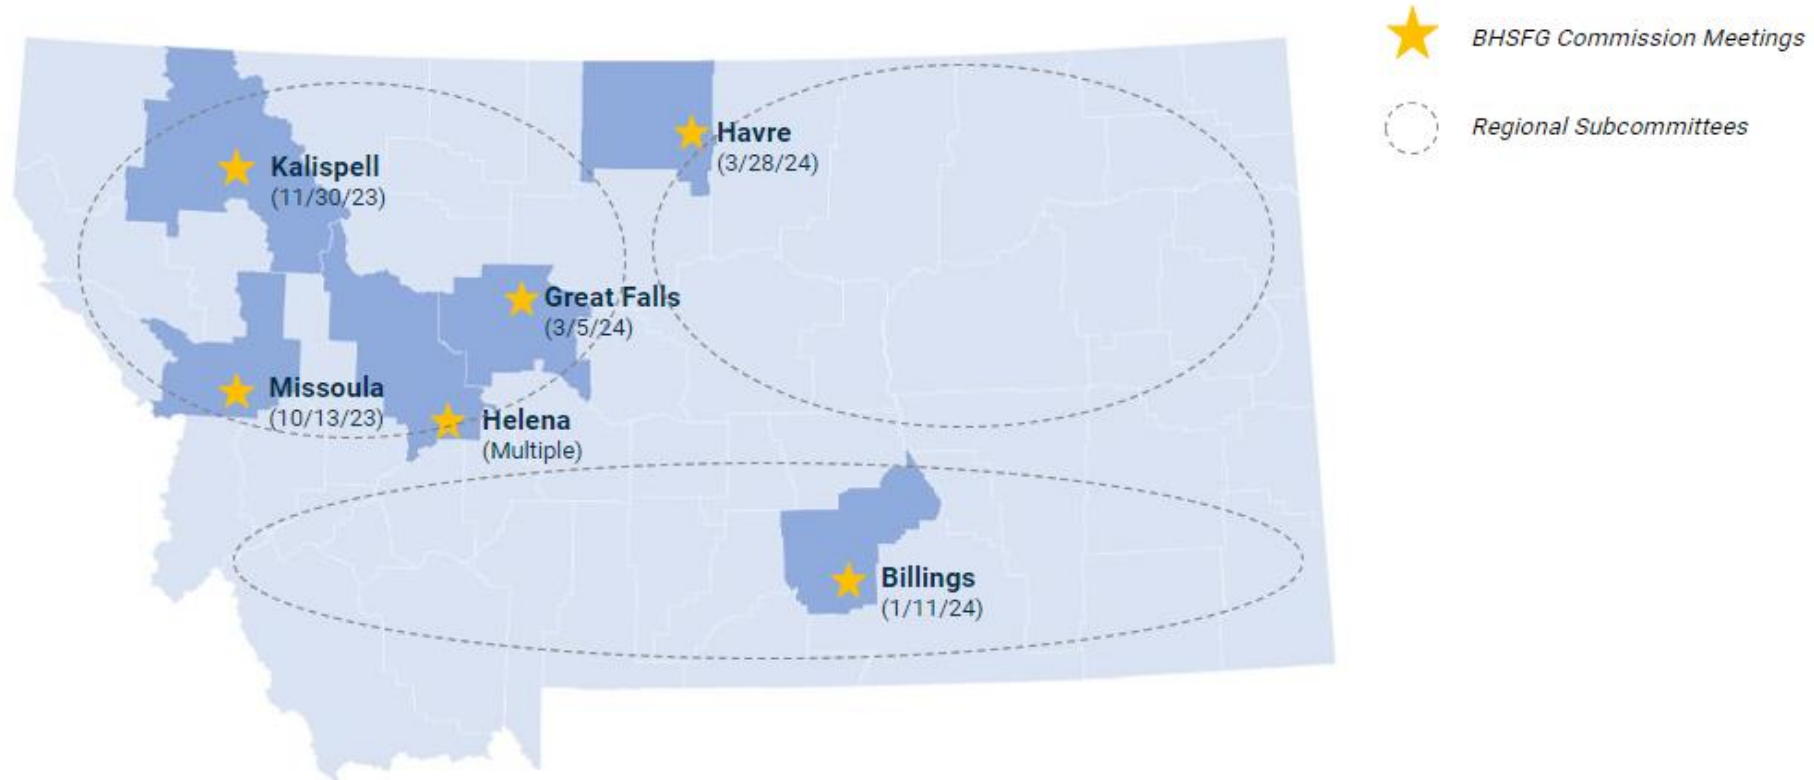 BHSFG Commission Meetings
Regional Subcommittees
Havre
(3/28/24)
Kalispell
(11/30/23)
Great Falls
(3/5/24)
Missoula
(10/13/23)
Helena
(Multiple)
Billings
(1/11/24)